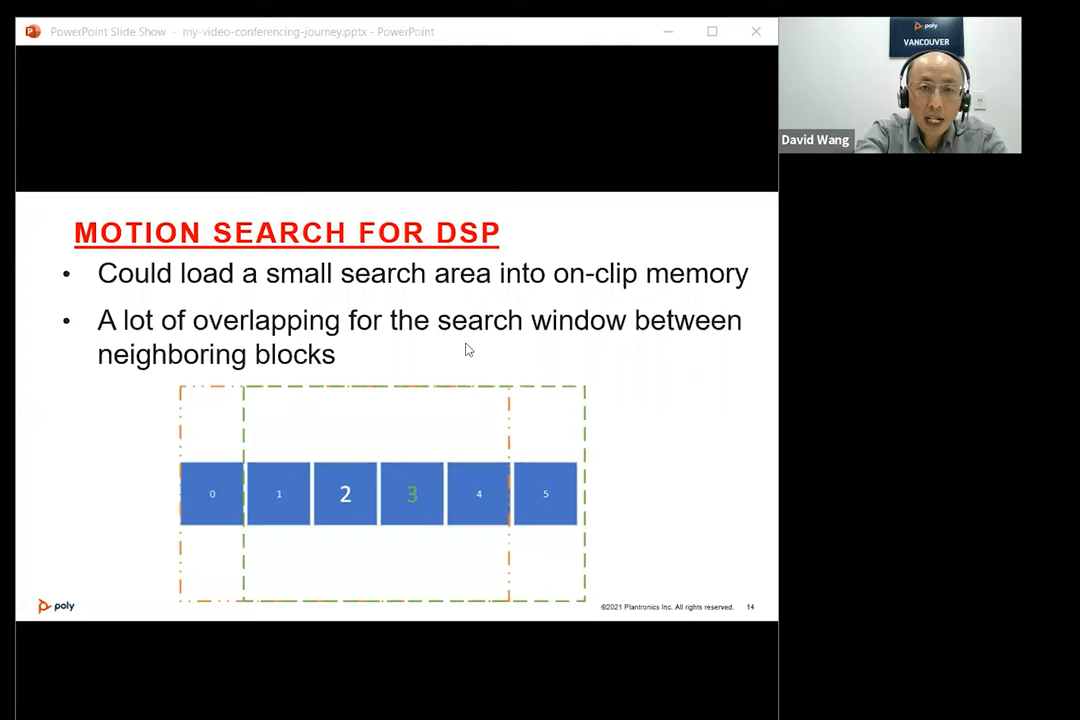 PowerPoint Slide Show - my-video-conferencing-journey.pptx - PowerPoint
poly
VANCOUVER
David Wang
MOTION SEARCH FOR DSP
• Could load a small search area into on-clip memory
• A lot of overlapping for the search window between
neighboring blocks
0 1 2 3 4 5
poly
©2021 Plantronics Inc. All rights reserved. 14